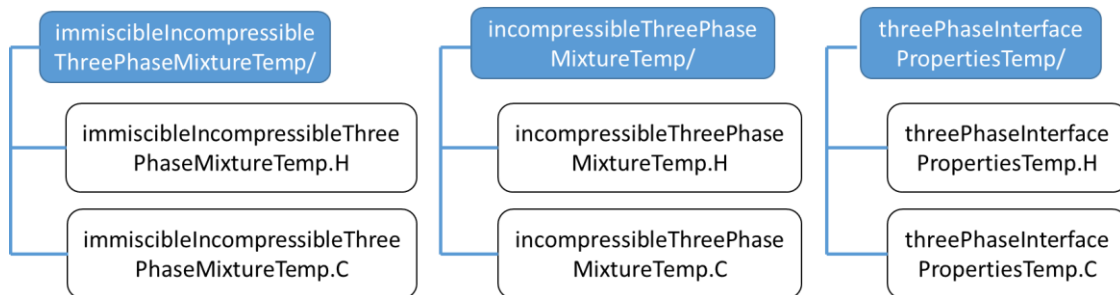 immiscibleIncompressible
ThreePhaseMixtureTemp/
immiscibleIncompressibleThree
PhaseMixtureTemp.H
immiscibleIncompressibleThree
PhaseMixtureTemp.C
incompressibleThreePhase
MixtureTemp/
incompressibleThreePhase
MixtureTemp.H
incompressibleThreePhase
MixtureTemp.C
threePhaseInterface
PropertiesTemp/
threePhaseInterface
PropertiesTemp.H
threePhaseInterface
PropertiesTemp.C